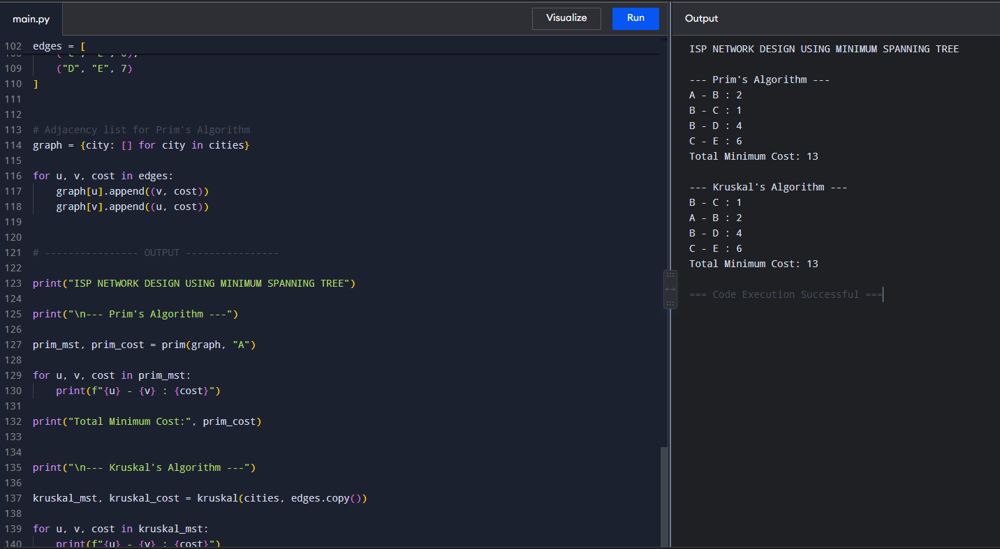 main.py
Visualize
Run
Output
102 edges = [
109 ("D", "E", 7)
110 ]
111
112
113 # Adjacency list for Prim's Algorithm
114 graph = {city: [] for city in cities}
115
116 for u, v, cost in edges:
117 graph[u].append((v, cost))
118 graph[v].append((u, cost))
119
120
121 # ---------------- OUTPUT ----------------
122
123 print("ISP NETWORK DESIGN USING MINIMUM SPANNING TREE")
124
125 print("\n--- Prim's Algorithm ---")
126
127 prim_mst, prim_cost = prim(graph, "A")
128
129 for u, v, cost in prim_mst:
130 print(f"{u} - {v} : {cost}")
131
132 print("Total Minimum Cost:", prim_cost)
133
134
135 print("\n--- Kruskal's Algorithm ---")
136
137 kruskal_mst, kruskal_cost = kruskal(cities, edges.copy())
138
139 for u, v, cost in kruskal_mst:
140 print(f"{u} - {v} : {cost}")
ISP NETWORK DESIGN USING MINIMUM SPANNING TREE
--- Prim's Algorithm ---
A - B : 2
B - C : 1
B - D : 4
C - E : 6
Total Minimum Cost: 13
--- Kruskal's Algorithm ---
B - C : 1
A - B : 2
B - D : 4
C - E : 6
Total Minimum Cost: 13
=== Code Execution Successful ===